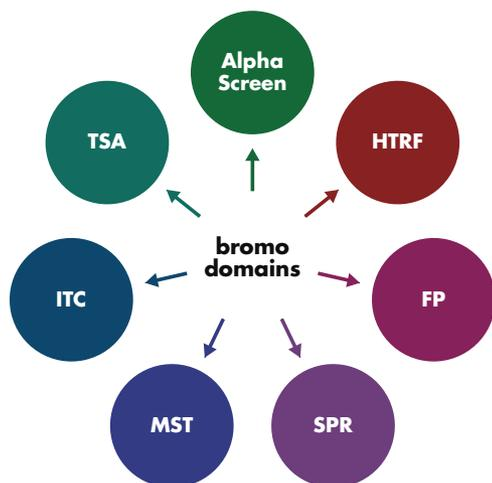 Alpha
Screen
TSA
HTRF
bromo
domains
ITC
FP
MST
SPR